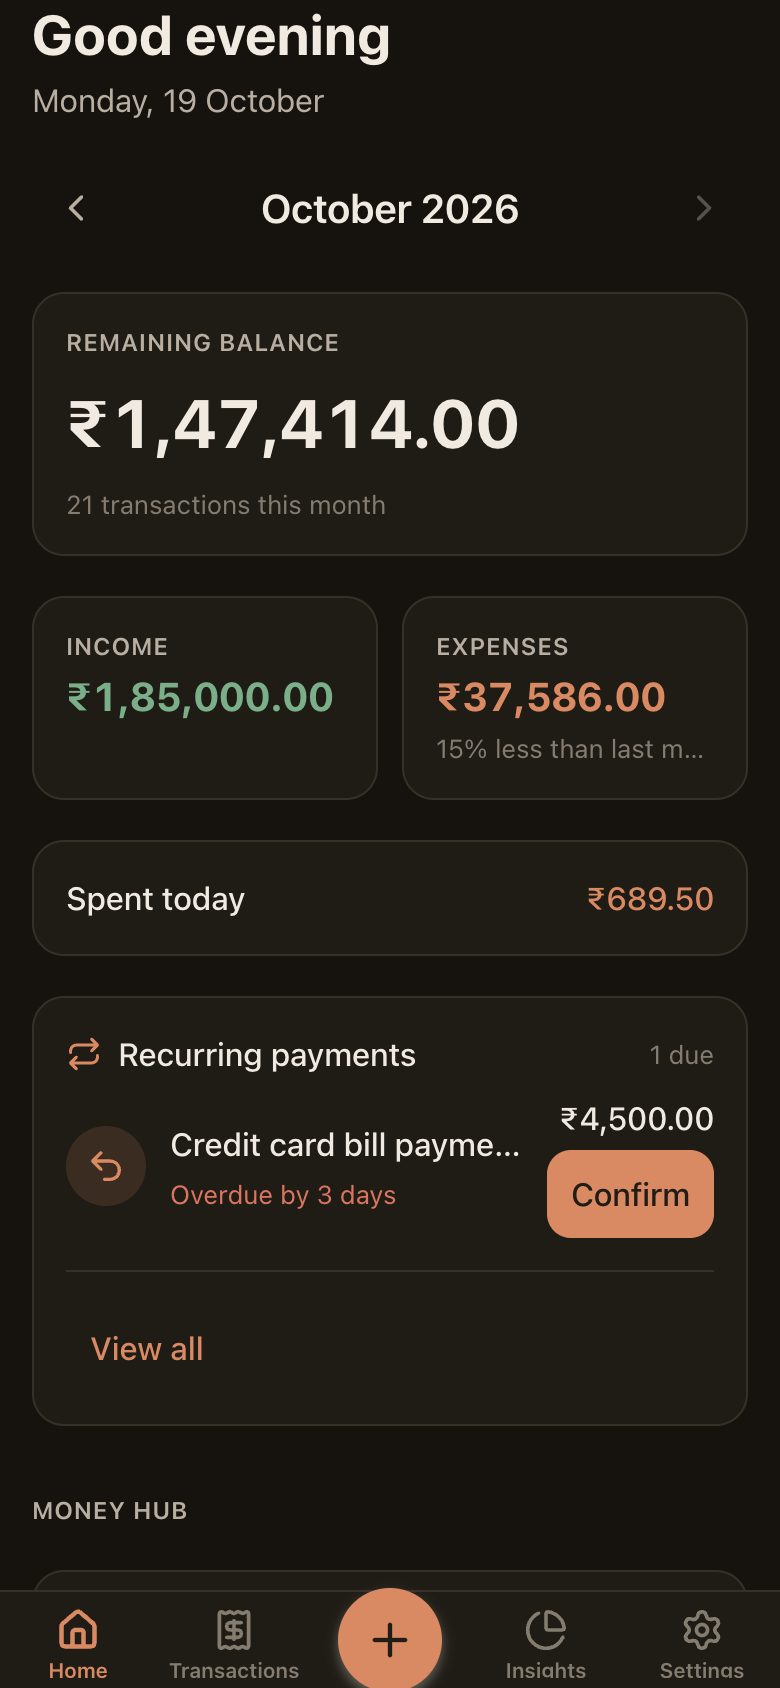 Good evening
Monday, 19 October
October 2026
REMAINING BALANCE
₹1,47,414.00
21 transactions this month
INCOME
₹1,85,000.00
EXPENSES
₹37,586.00
15% less than last m...
Spent today
₹689.50
Recurring payments
1 due
Credit card bill payme...
₹4,500.00
Overdue by 3 days
Confirm
View all
MONEY HUB
Home
Transactions
Insights
Settings